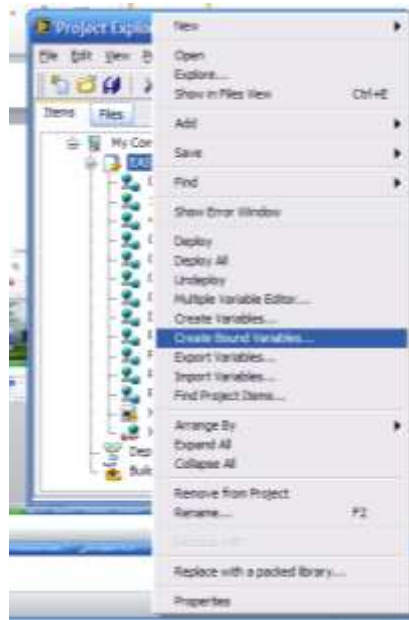 Project Explo
File Edit View P
Items Files
My Com
Dep
Buil
New
Open
Explore...
Show in Files View Ctrl+E
Add
Save
Find
Show Error Window
Deploy
Deploy All
Undeploy
Multiple Variable Editor...
Create Variables...
Create Bound Variables...
Export Variables...
Import Variables...
Find Project Items...
Arrange By
Expand All
Collapse All
Remove from Project
Rename... F2
Replace with a packed library...
Properties